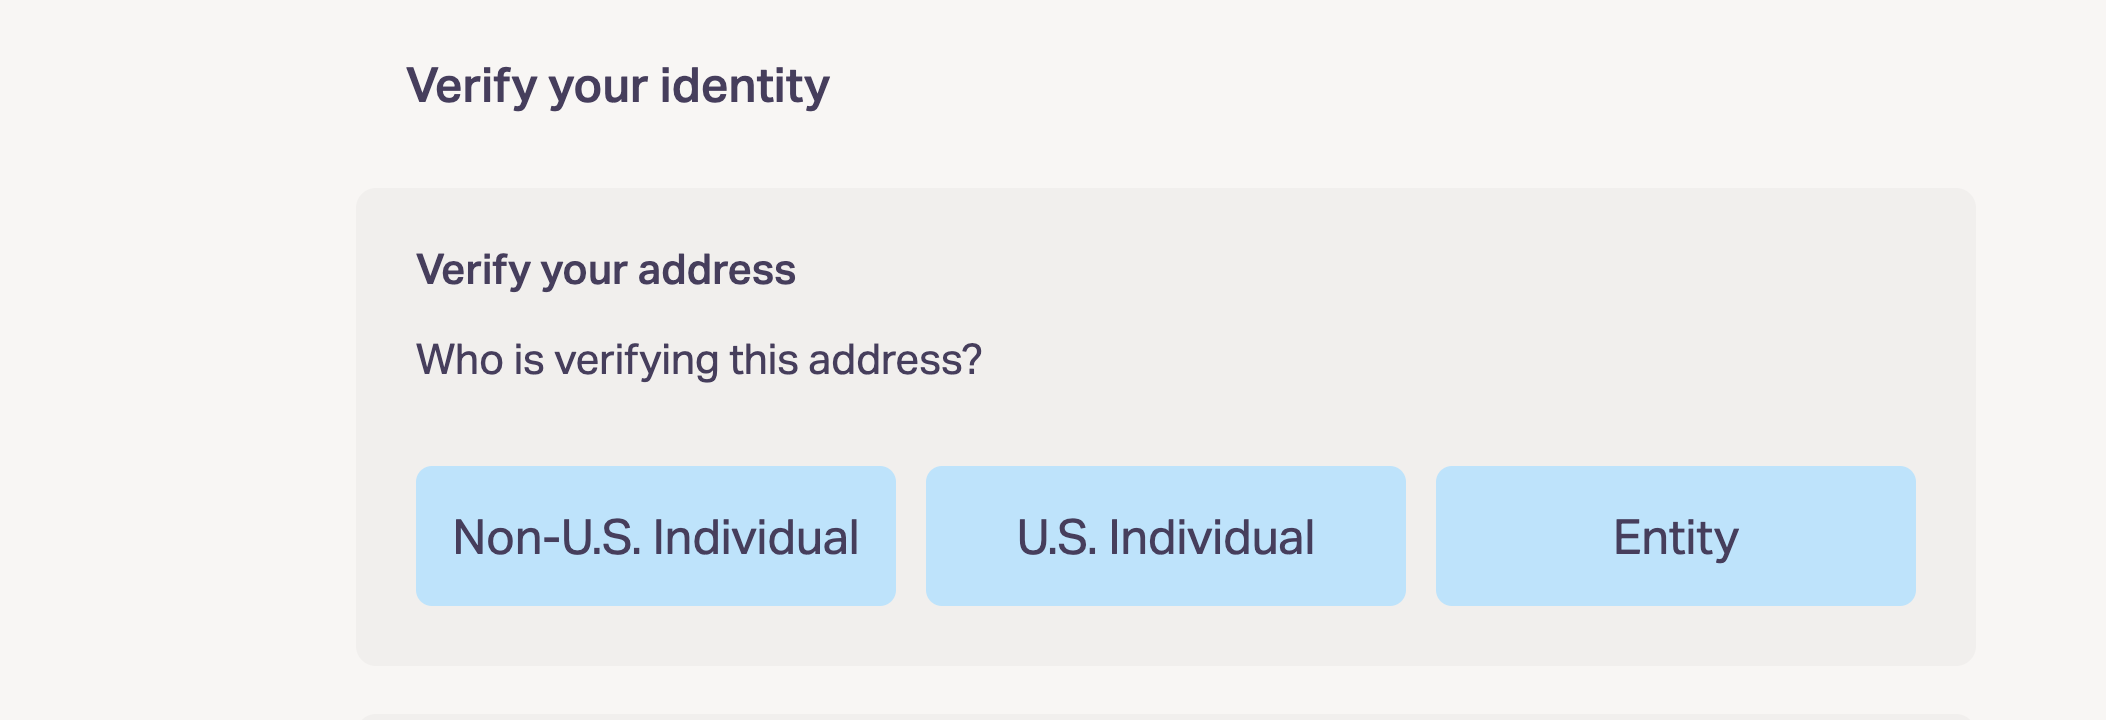 Verify your identity
Verify your address
Who is verifying this address?
Non-U.S. Individual
U.S. Individual
Entity